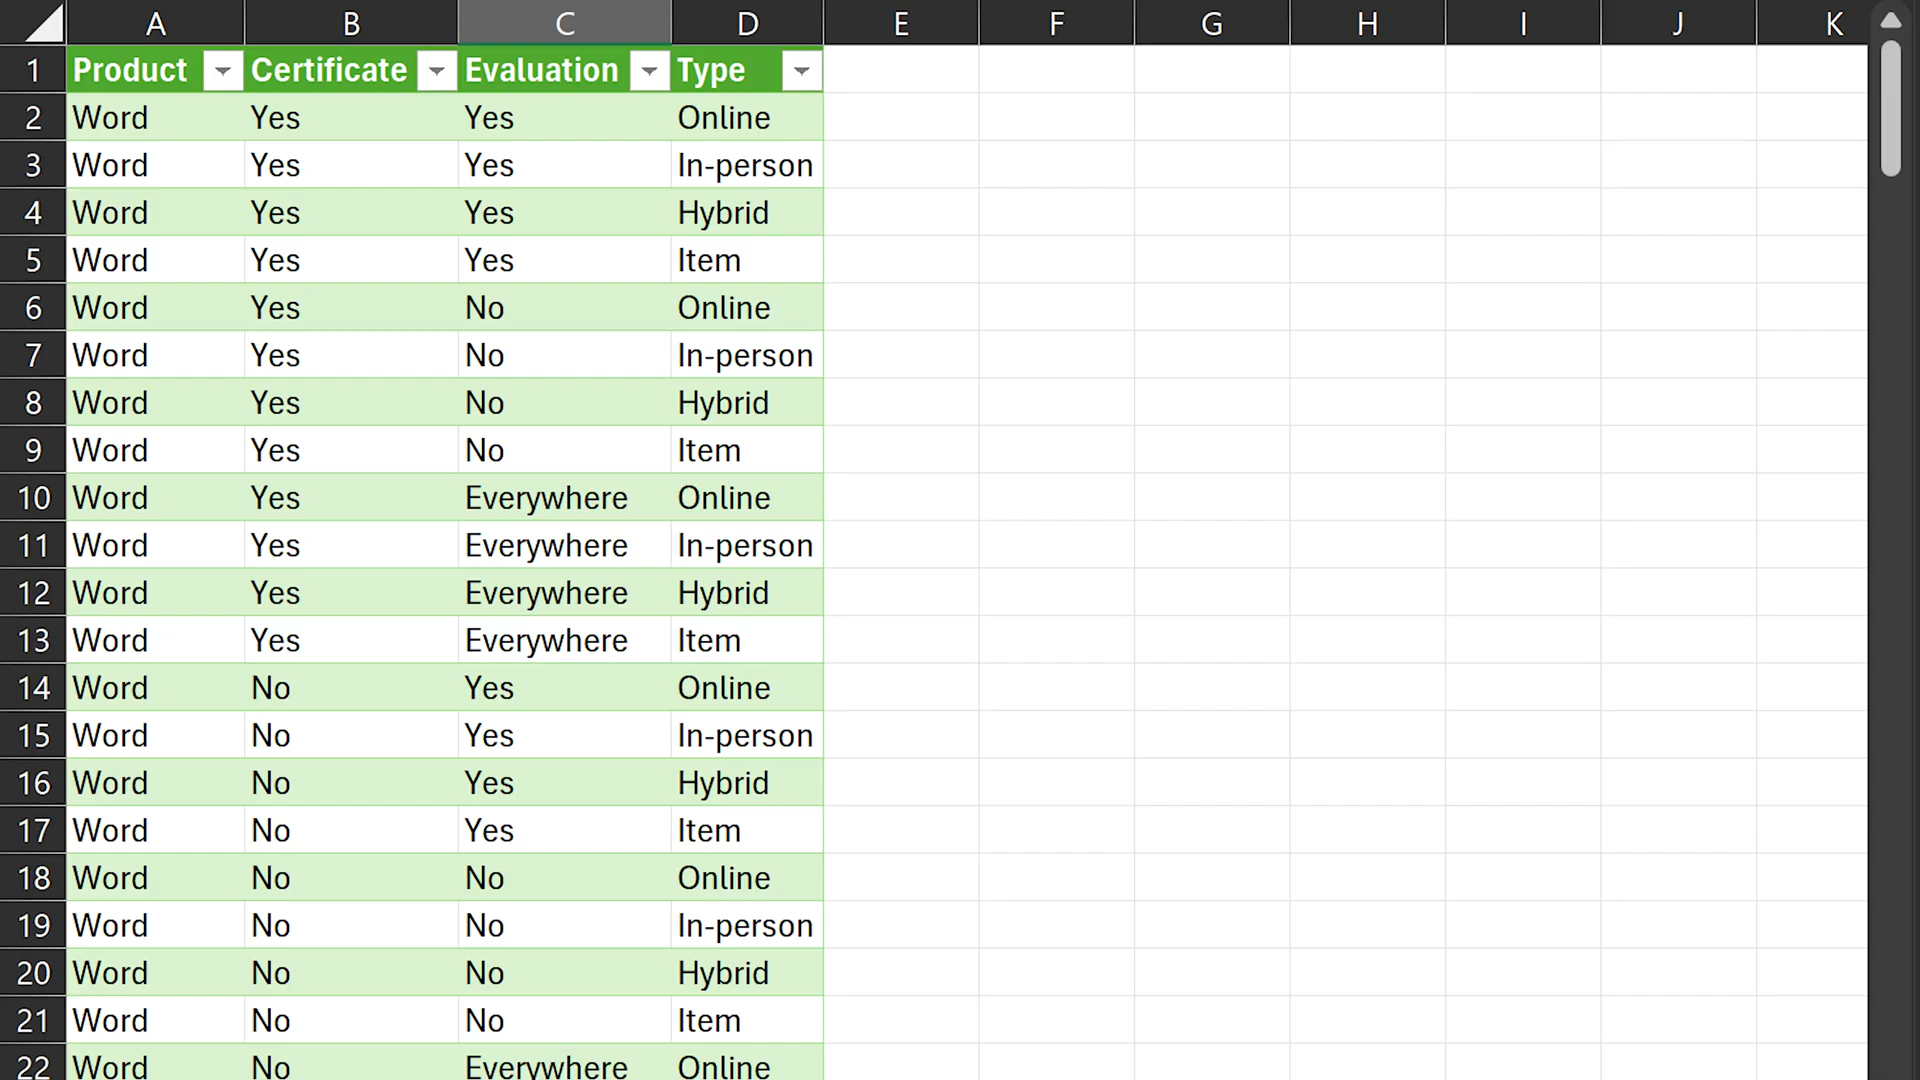 A B C D E F G H I J K
1 Product Certificate Evaluation Type
2 Word Yes Yes Online
3 Word Yes Yes In-person
4 Word Yes Yes Hybrid
5 Word Yes Yes Item
6 Word Yes No Online
7 Word Yes No In-person
8 Word Yes No Hybrid
9 Word Yes No Item
10 Word Yes Everywhere Online
11 Word Yes Everywhere In-person
12 Word Yes Everywhere Hybrid
13 Word Yes Everywhere Item
14 Word No Yes Online
15 Word No Yes In-person
16 Word No Yes Hybrid
17 Word No Yes Item
18 Word No No Online
19 Word No No In-person
20 Word No No Hybrid
21 Word No No Item
22 Word No Everywhere Online